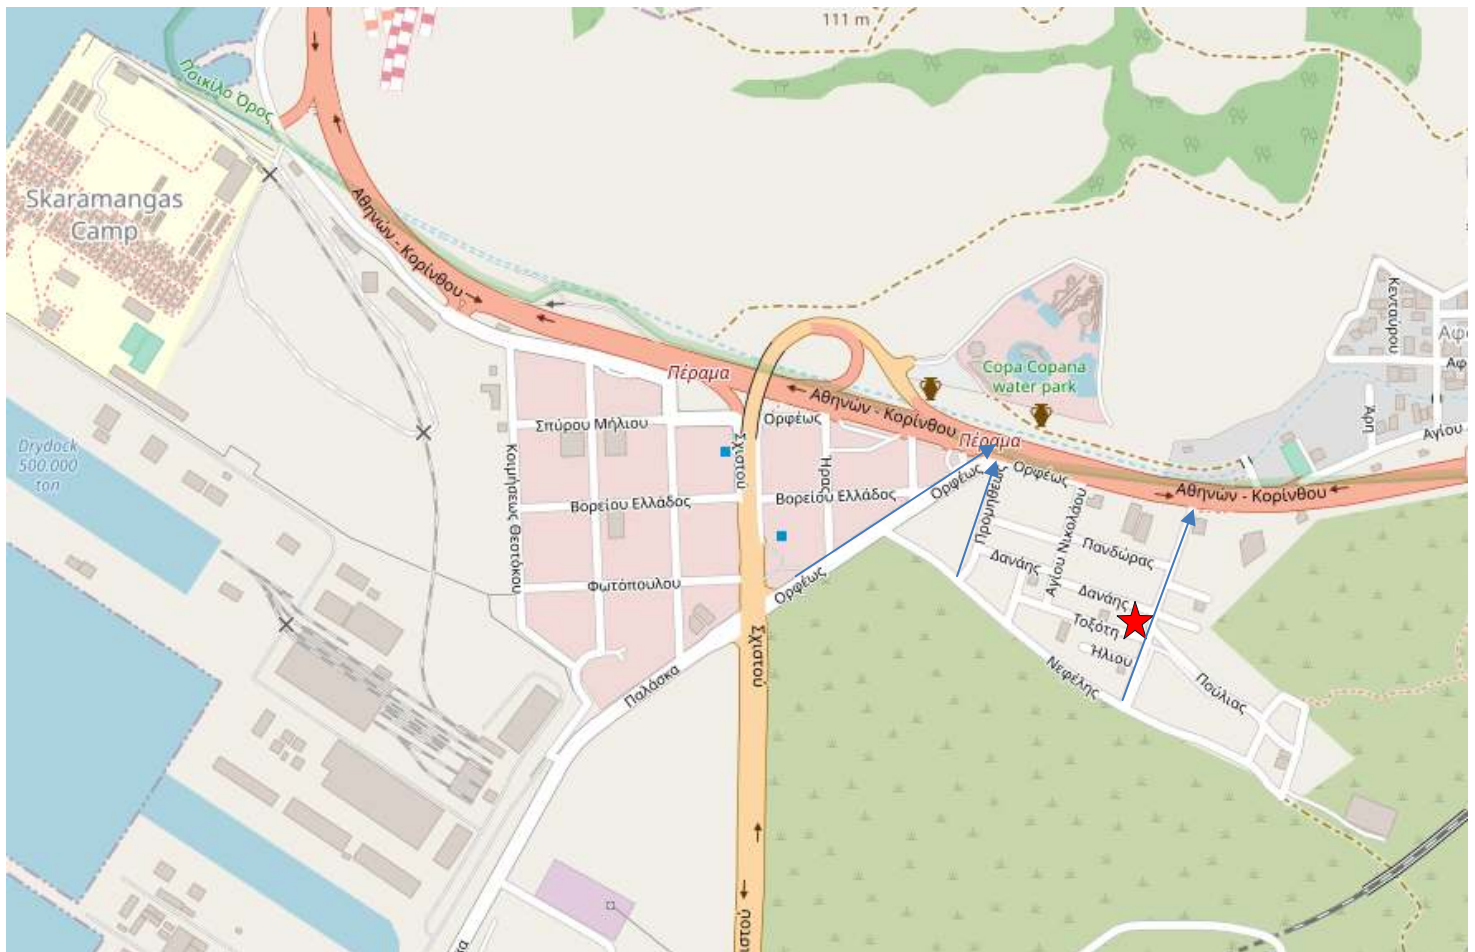 111 m
Ποικίλο Όρος
Skaramangas
Camp
Αθηνών - Κορίνθου
Κενταύρου
Αφ
Αφ
Πέραμα
Copa Copana
water park
Αθηνών - Κορίνθου
Άρη
Αγίου
Σπύρου Μήλιου
Ορφέως
Σχιστού
Ήρας
Πέραμα
Drydock
500.000
ton
Κοιμήσεως Θεοτόκου
Βορείου Ελλάδος
Βορείου Ελλάδος
Ορφέως
Ορφέως
Προμηθέως
Αγίου Νικολάου
Αθηνών - Κορίνθου
Πανδώρας
Δανάης
Δανάης
Φωτόπουλου
Ορφέως
Τοξότη
Ήλιου
Νεφέλης
Πούλιας
Σχιστού
Παλάσκα